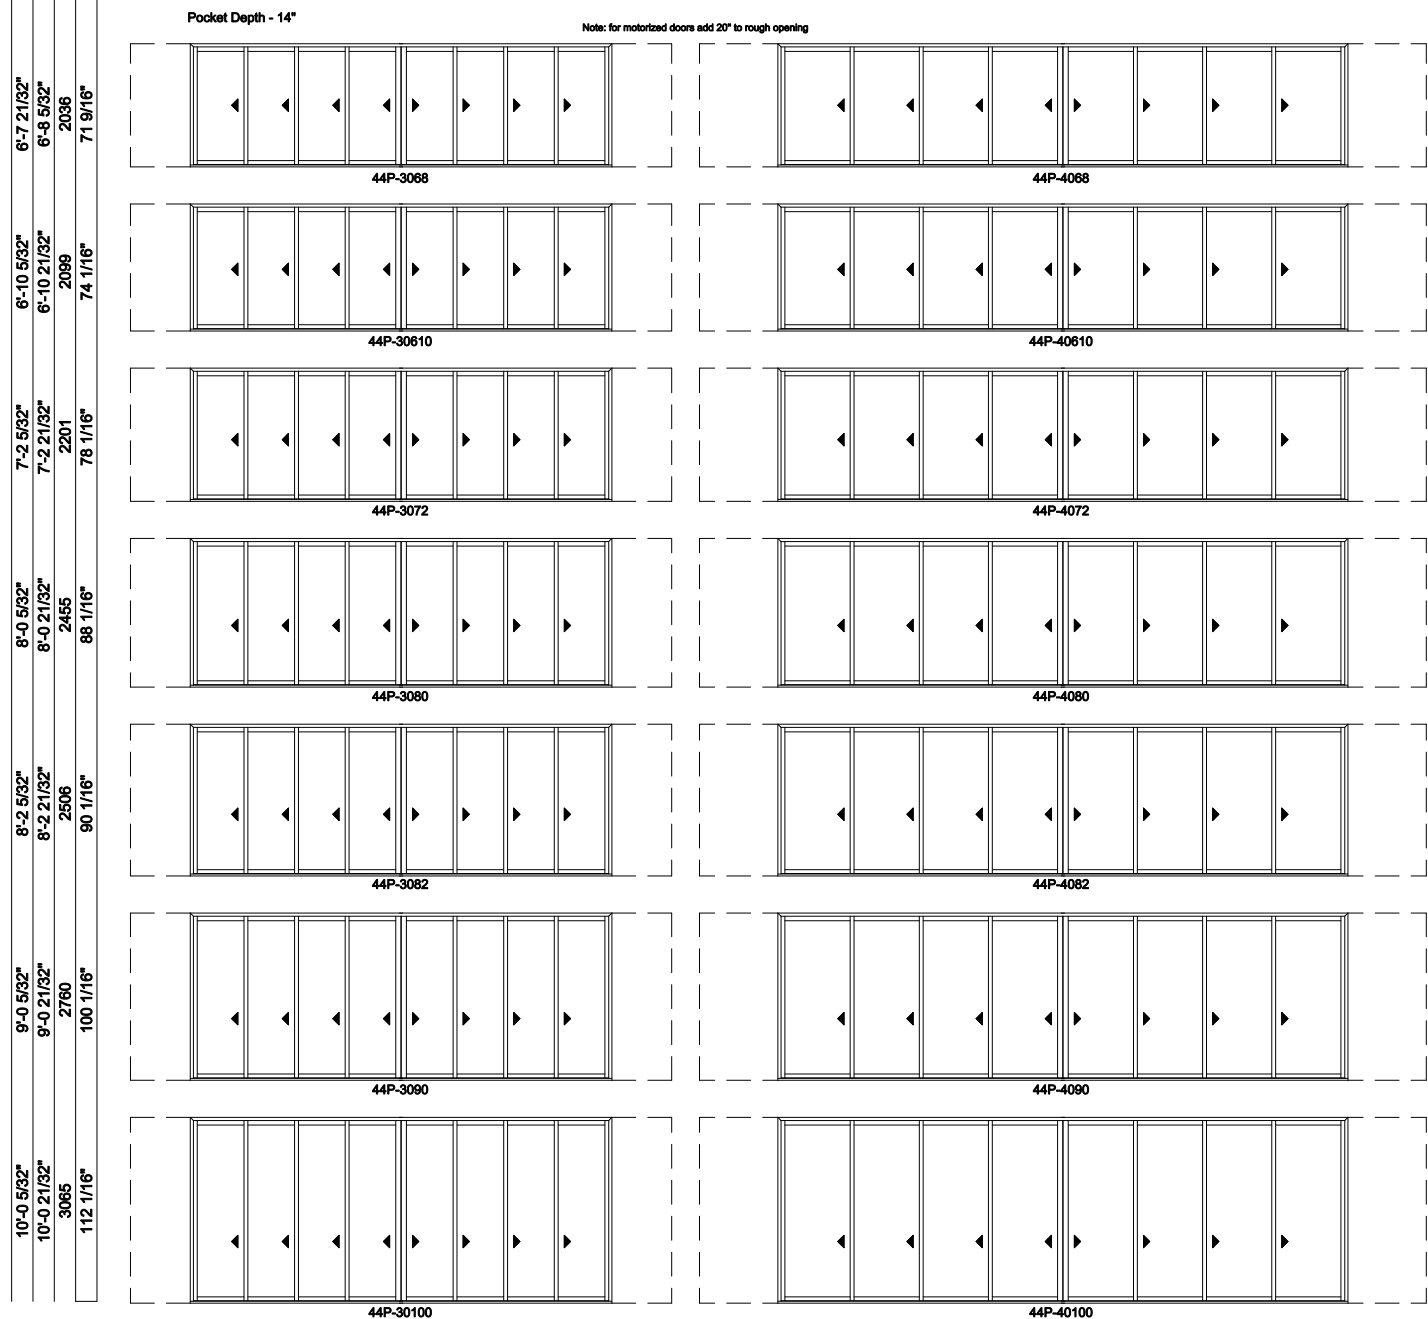 Pocket Depth - 14"
Note: for motorized doors add 20" to rough opening
6'-7 21/32"
6'-8 5/32"
2036
71 9/16"
44P-3068
44P-4068
6'-10 5/32"
6'-10 21/32"
2099
74 1/16"
44P-30610
44P-40610
7'-2 5/32"
7'-2 21/32"
2201
78 1/16"
44P-3072
44P-4072
8'-0 5/32"
8'-0 21/32"
2455
88 1/16"
44P-3080
44P-4080
8'-2 5/32"
8'-2 21/32"
2506
90 1/16"
44P-3082
44P-4082
9'-0 5/32"
9'-0 21/32"
2760
100 1/16"
44P-3090
44P-4090
10'-0 5/32"
10'-0 21/32"
3065
112 1/16"
44P-30100
44P-40100